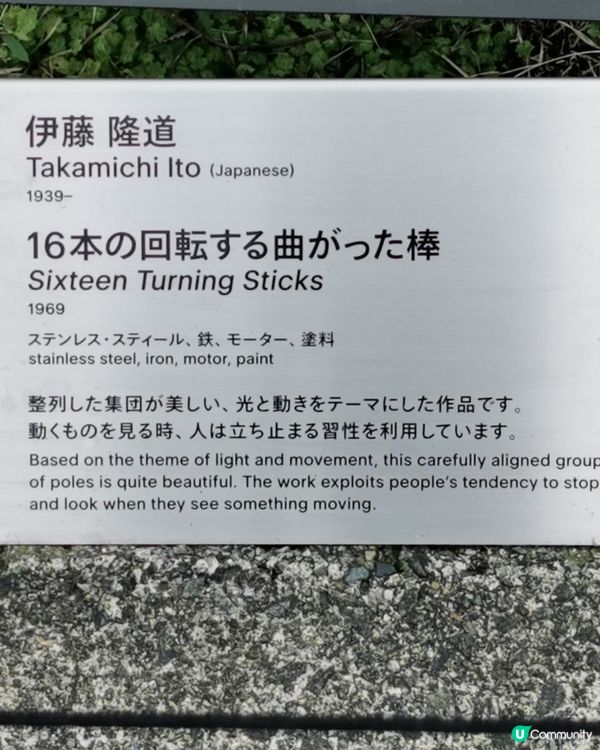 伊藤 隆道
Takamichi Ito (Japanese)
1939–
16本の回転する曲がった棒
Sixteen Turning Sticks
1969
ステンレス・スティール、鉄、モーター、塗料
stainless steel, iron, motor, paint
整列した集団が美しい、光と動きをテーマにした作品です。
動くものを見る時、人は立ち止まる習性を利用しています。
Based on the theme of light and movement, this carefully aligned group
of poles is quite beautiful. The work exploits people's tendency to stop
and look when they see something moving.
U Community